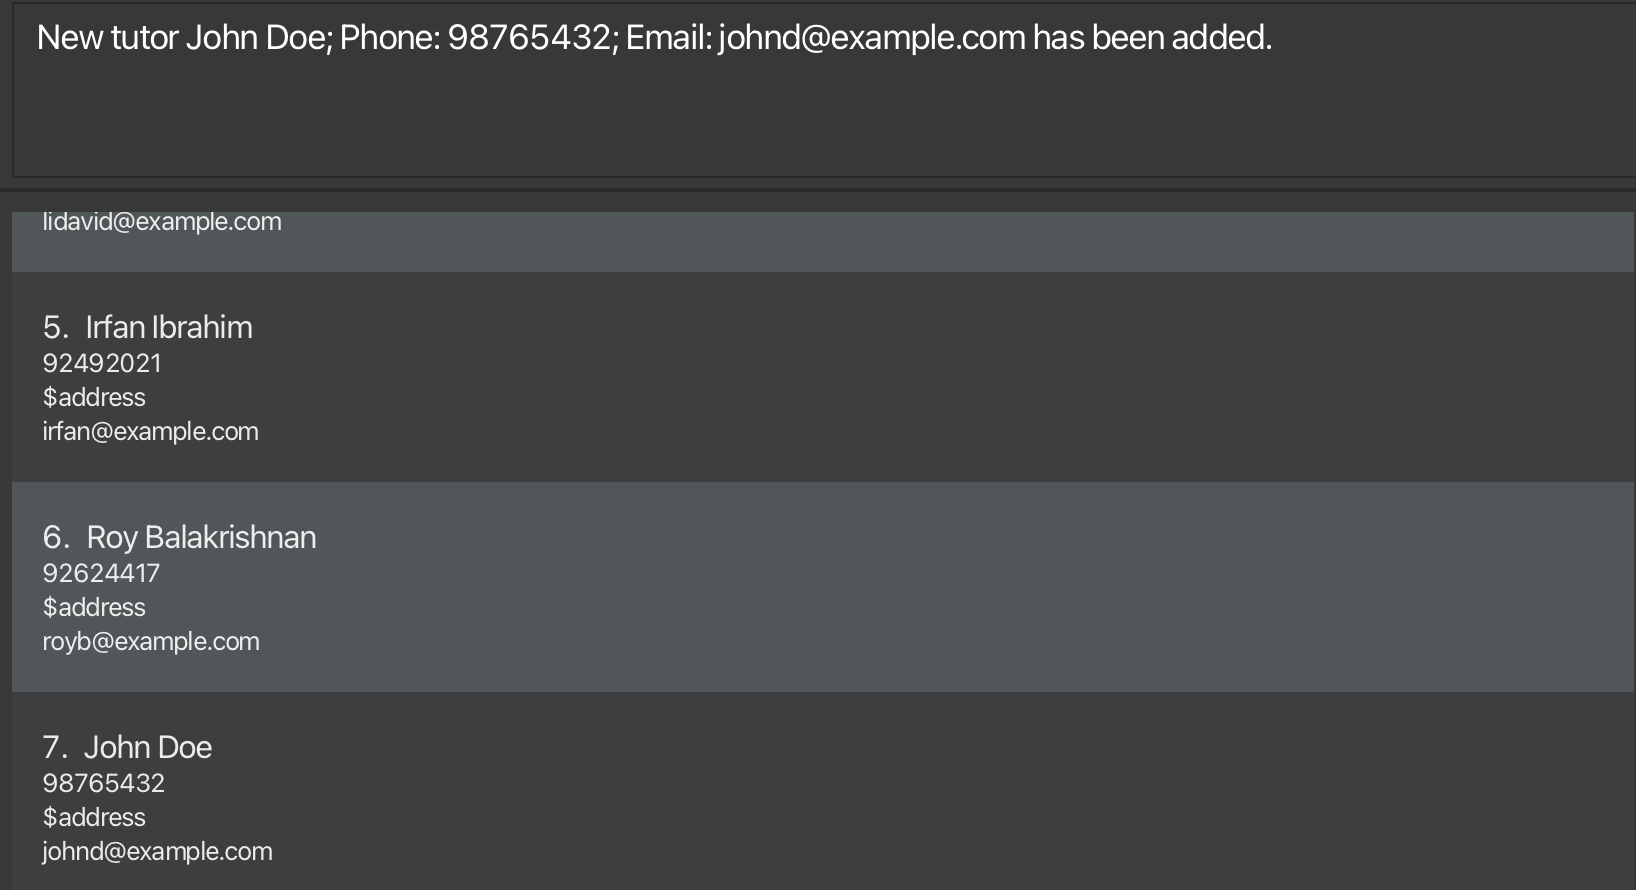 New tutor John Doe; Phone: 98765432; Email: johnd@example.com has been added.
lidavid@example.com
5. Irfan Ibrahim
92492021
$address
irfan@example.com
6. Roy Balakrishnan
92624417
$address
royb@example.com
7. John Doe
98765432
$address
johnd@example.com